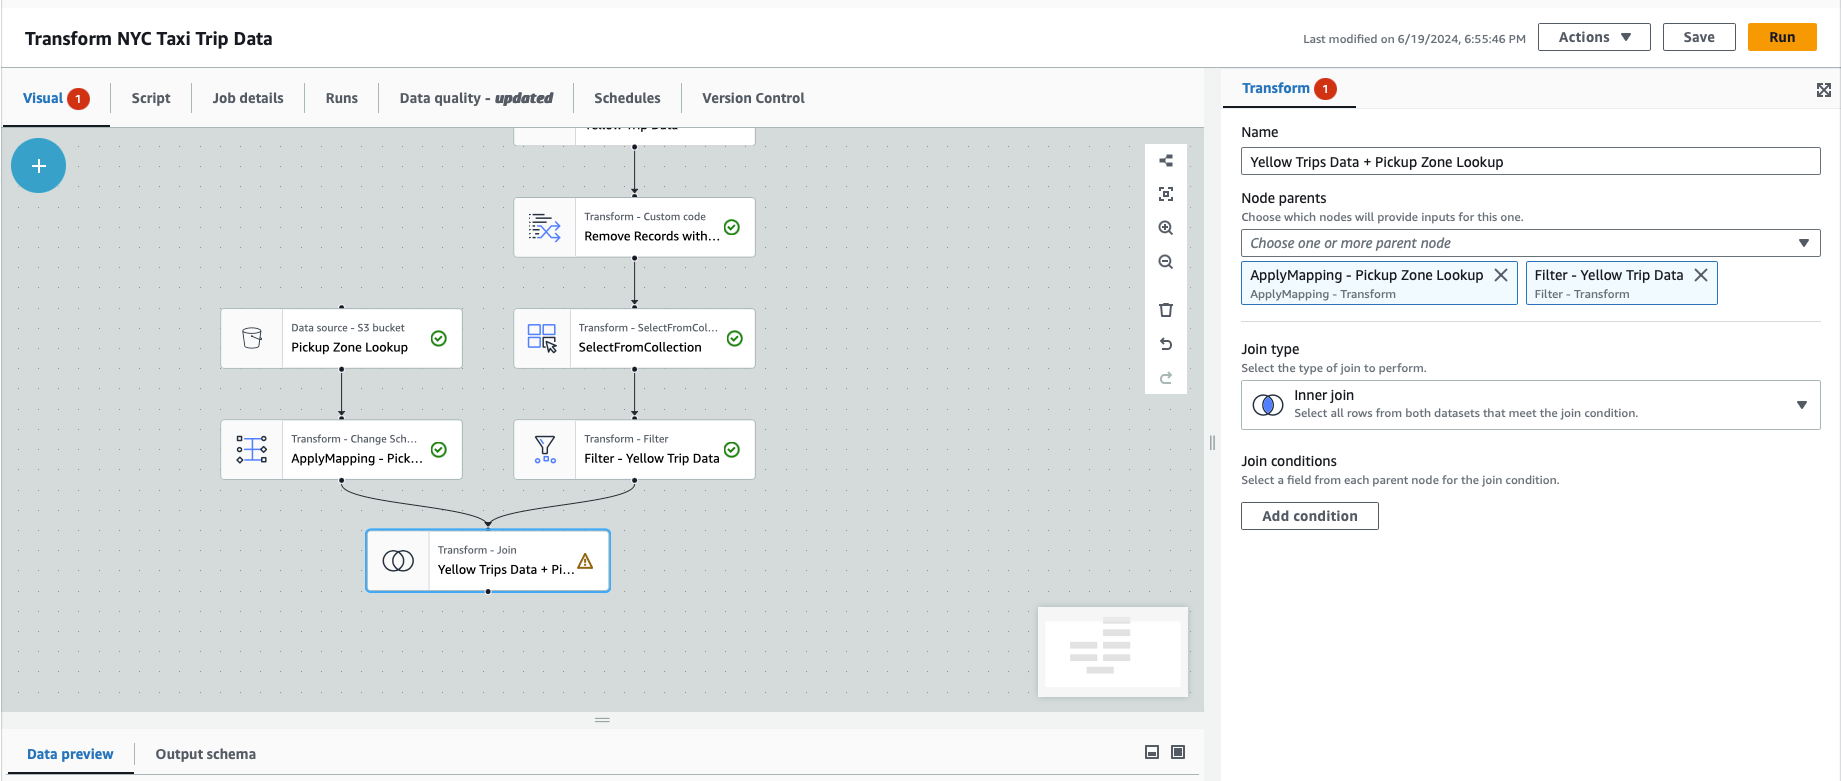 Transform NYC Taxi Trip Data
Last modified on 6/19/2024, 6:55:46 PM
Actions
Save
Run
Visual 1
Script
Job details
Runs
Data quality - updated
Schedules
Version Control
Yellow Trip Data
Transform - Custom code
Remove Records with...
Data source - S3 bucket
Pickup Zone Lookup
Transform - SelectFromCol...
SelectFromCollection
Transform - Change Sch...
ApplyMapping - Pick...
Transform - Filter
Filter - Yellow Trip Data
Transform - Join
Yellow Trips Data + Pi...
Data preview
Output schema
Transform 1
Name
Yellow Trips Data + Pickup Zone Lookup
Node parents
Choose which nodes will provide inputs for this one.
Choose one or more parent node
ApplyMapping - Pickup Zone Lookup
ApplyMapping - Transform
Filter - Yellow Trip Data
Filter - Transform
Join type
Select the type of join to perform.
Inner join
Select all rows from both datasets that meet the join condition.
Join conditions
Select a field from each parent node for the join condition.
Add condition